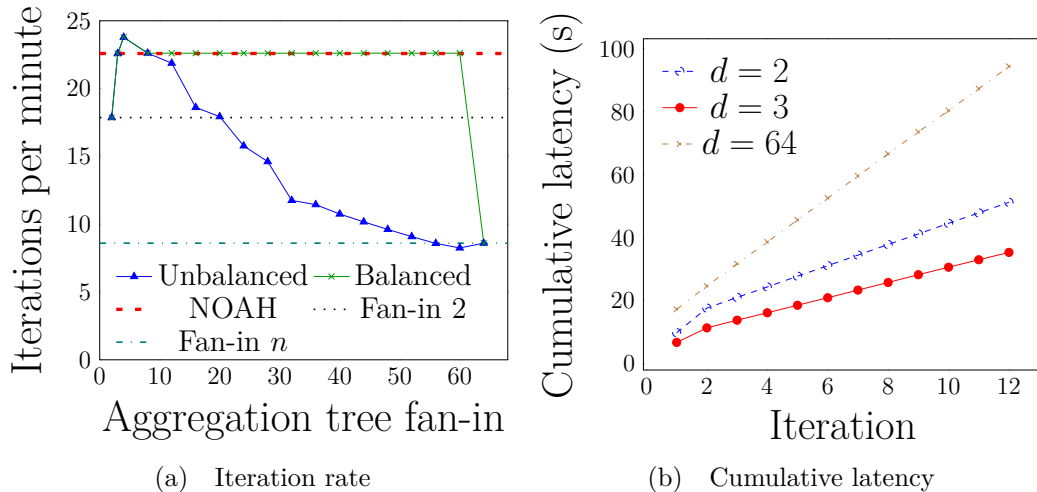 Iterations per minute
25
20
15
10
5
0
0 10 20 30 40 50 60
Unbalanced Balanced
NOAH Fan-in 2
Fan-in n
Aggregation tree fan-in
(a) Iteration rate
Cumulative latency (s)
100
80
60
40
20
0
0 2 4 6 8 10 12
d = 2
d = 3
d = 64
Iteration
(b) Cumulative latency